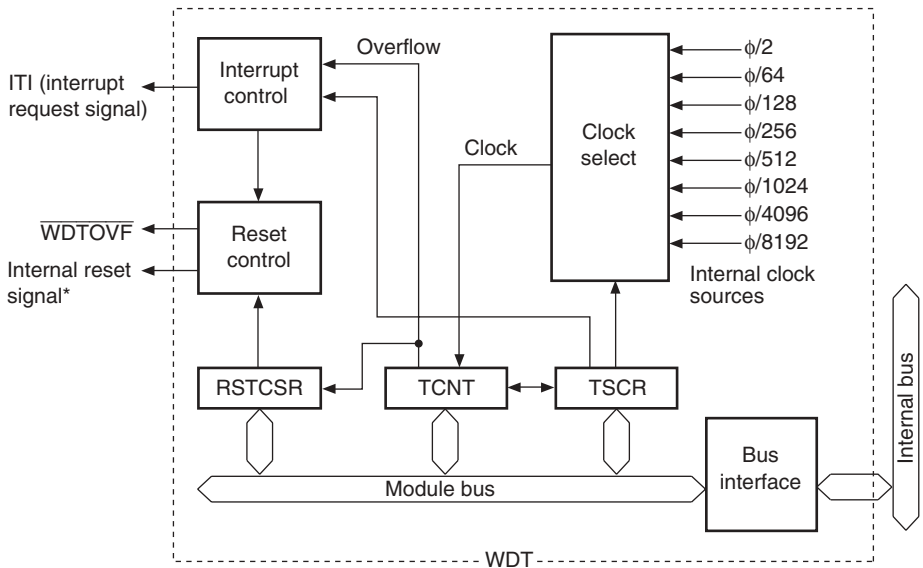 Overflow
Interrupt
control
ITI (interrupt
request signal)
Clock
Clock
select
ϕ/2
ϕ/64
ϕ/128
ϕ/256
ϕ/512
ϕ/1024
ϕ/4096
ϕ/8192
Internal clock
sources
WDTOVF
Internal reset
signal*
Reset
control
RSTCSR
TCNT
TSCR
Module bus
Bus
interface
Internal bus
WDT